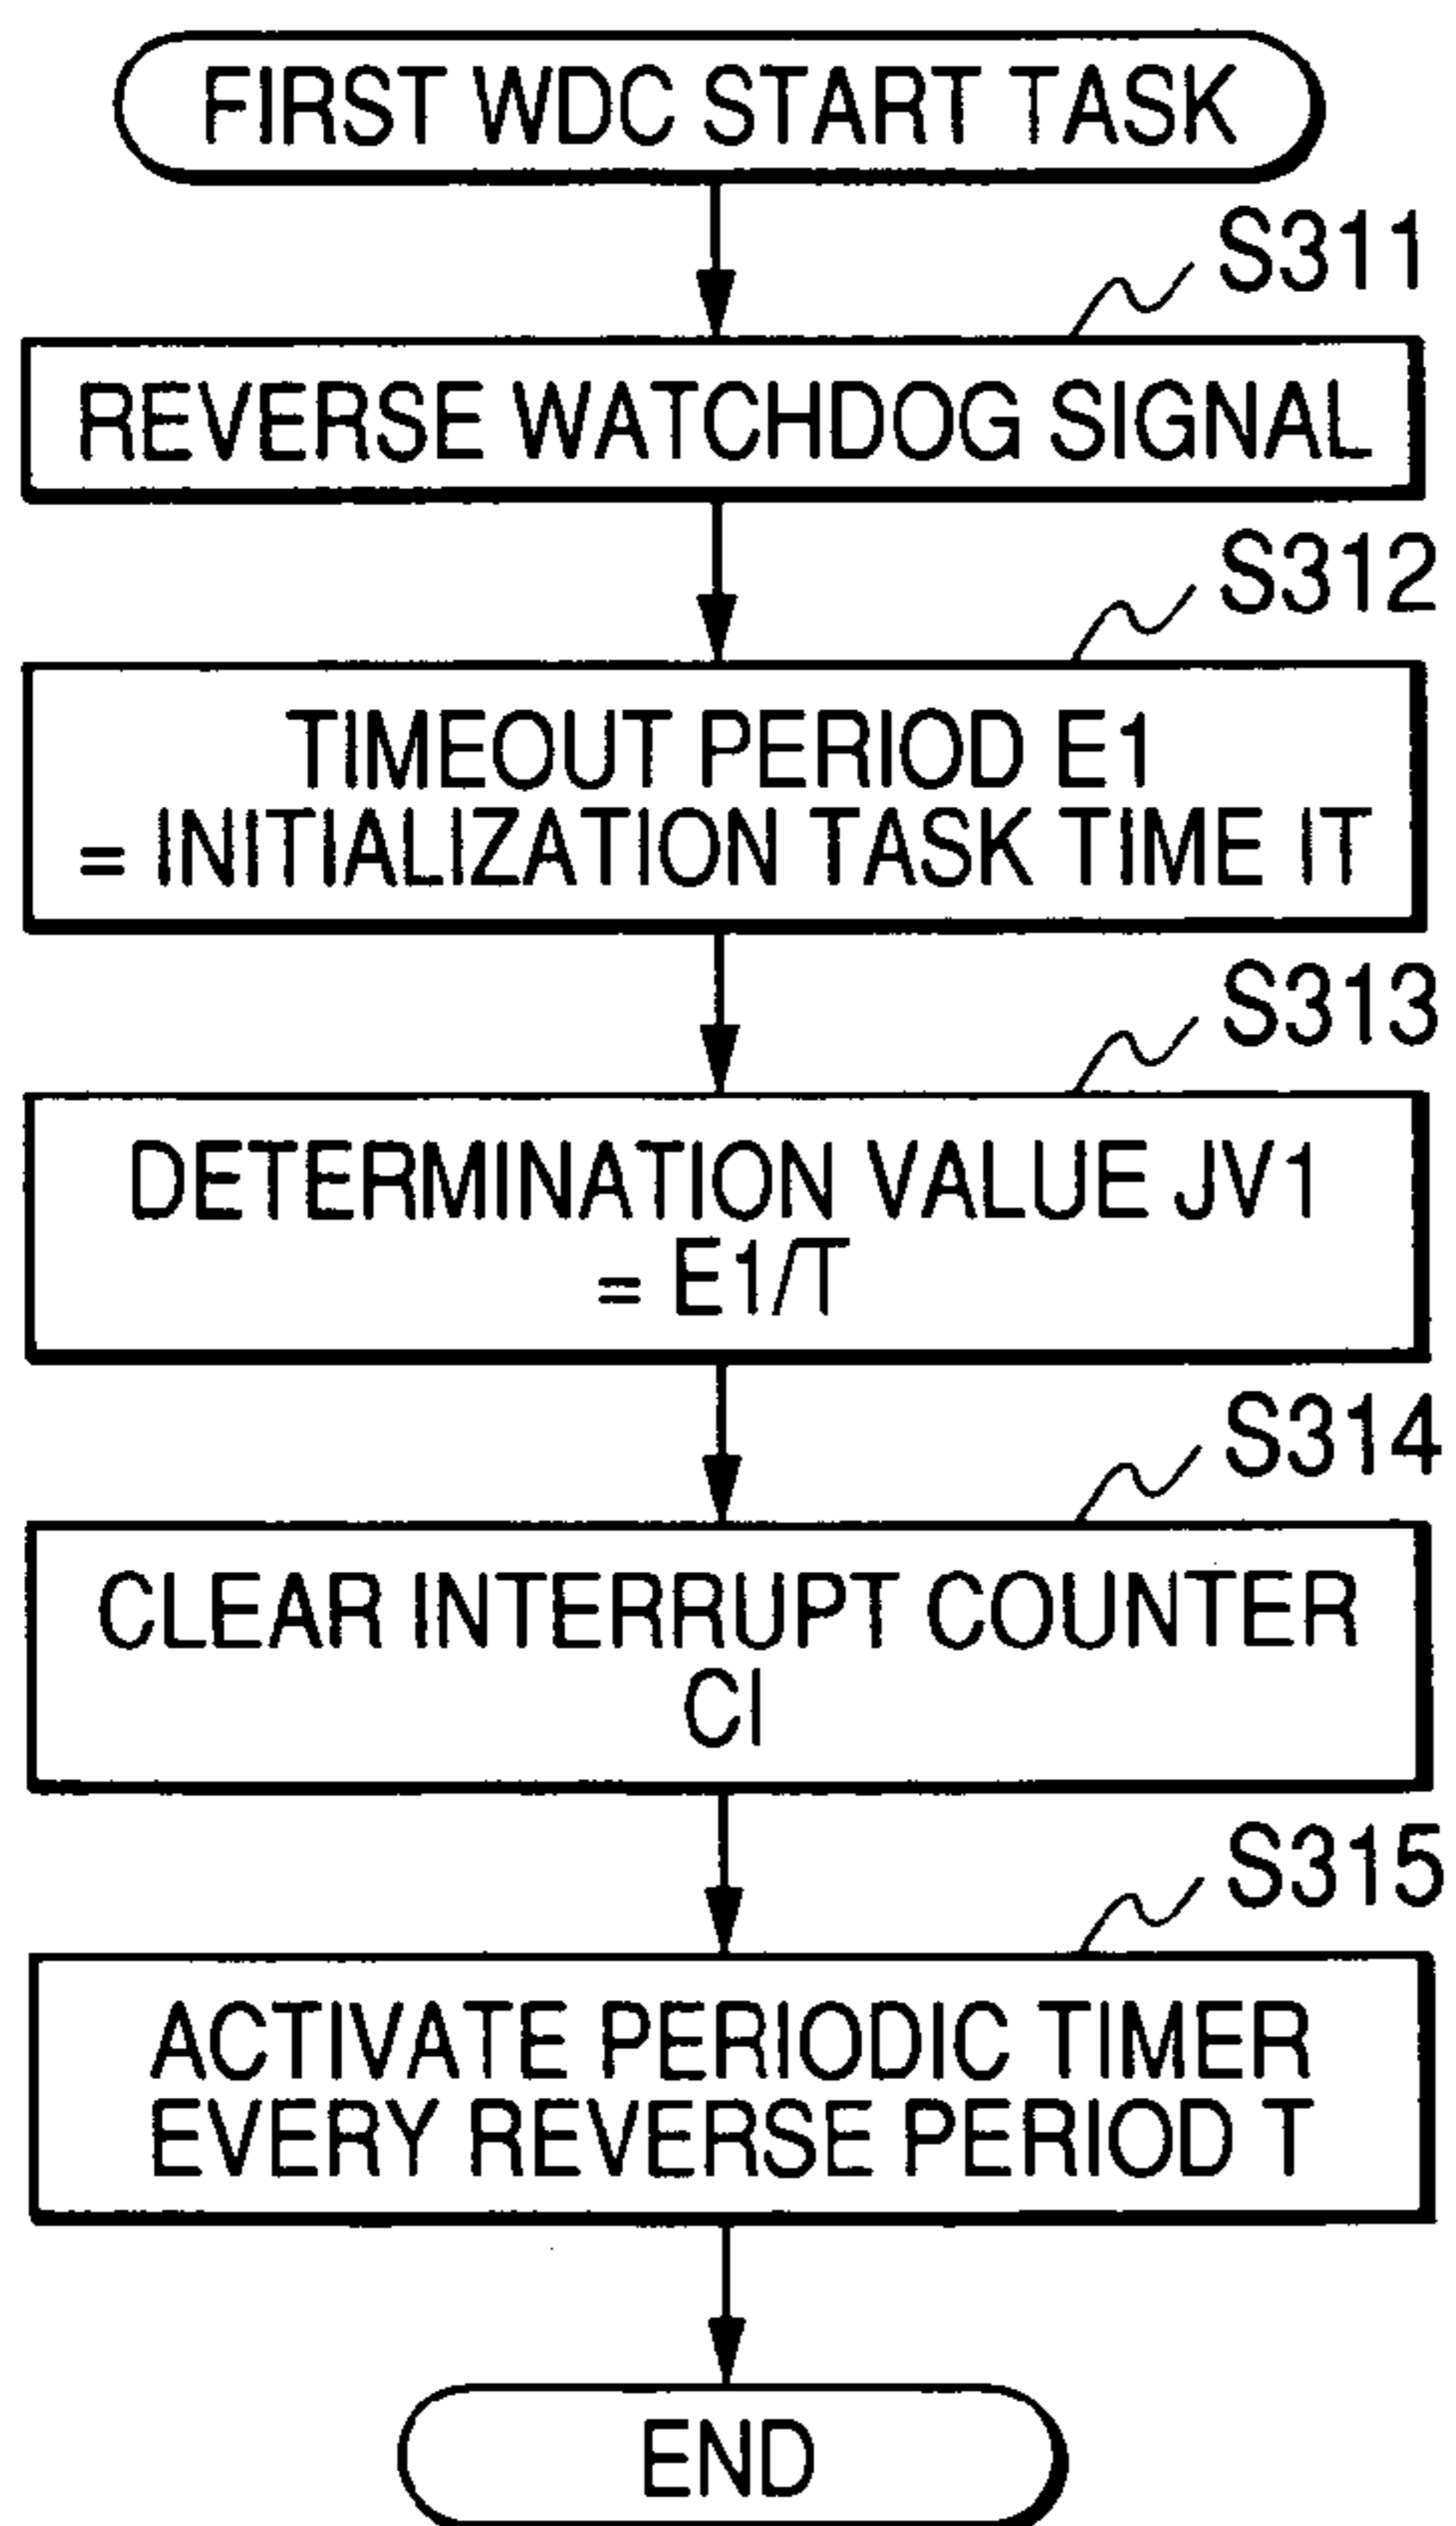 FIRST WDC START TASK
S311
REVERSE WATCHDOG SIGNAL
S312
TIMEOUT PERIOD E1
= INITIALIZATION TASK TIME IT
S313
DETERMINATION VALUE JV1
= E1/T
S314
CLEAR INTERRUPT COUNTER
CI
S315
ACTIVATE PERIODIC TIMER
EVERY REVERSE PERIOD T
END